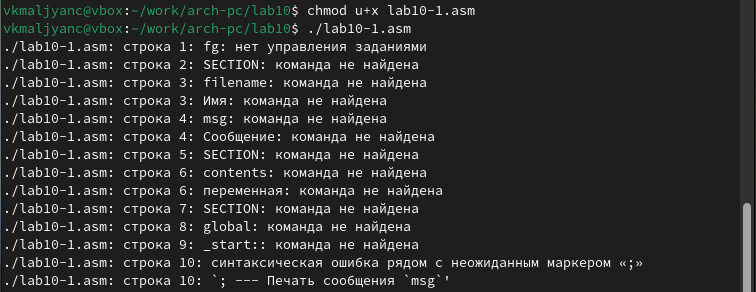 vkmaljyanc@vbox:~/work/arch-pc/lab10$ chmod u+x lab10-1.asm
vkmaljyanc@vbox:~/work/arch-pc/lab10$ ./lab10-1.asm
./lab10-1.asm: строка 1: fg: нет управления заданиями
./lab10-1.asm: строка 2: SECTION: команда не найдена
./lab10-1.asm: строка 3: filename: команда не найдена
./lab10-1.asm: строка 3: Имя: команда не найдена
./lab10-1.asm: строка 4: msg: команда не найдена
./lab10-1.asm: строка 4: Сообщение: команда не найдена
./lab10-1.asm: строка 5: SECTION: команда не найдена
./lab10-1.asm: строка 6: contents: команда не найдена
./lab10-1.asm: строка 6: переменная: команда не найдена
./lab10-1.asm: строка 7: SECTION: команда не найдена
./lab10-1.asm: строка 8: global: команда не найдена
./lab10-1.asm: строка 9: _start:: команда не найдена
./lab10-1.asm: строка 10: синтаксическая ошибка рядом с неожиданным маркером «;»
./lab10-1.asm: строка 10: `; --- Печать сообщения `msg`'